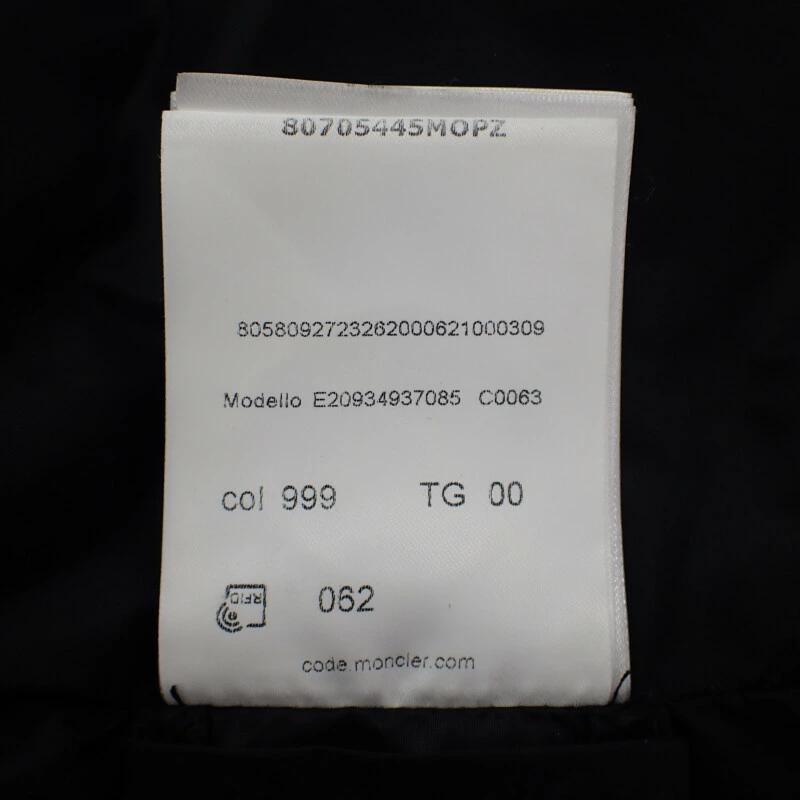 80705445MOPZ
8058092723262000621000309
Modello E20934937085 C0063
col 999 TG 00
RFID 062
code.moncler.com